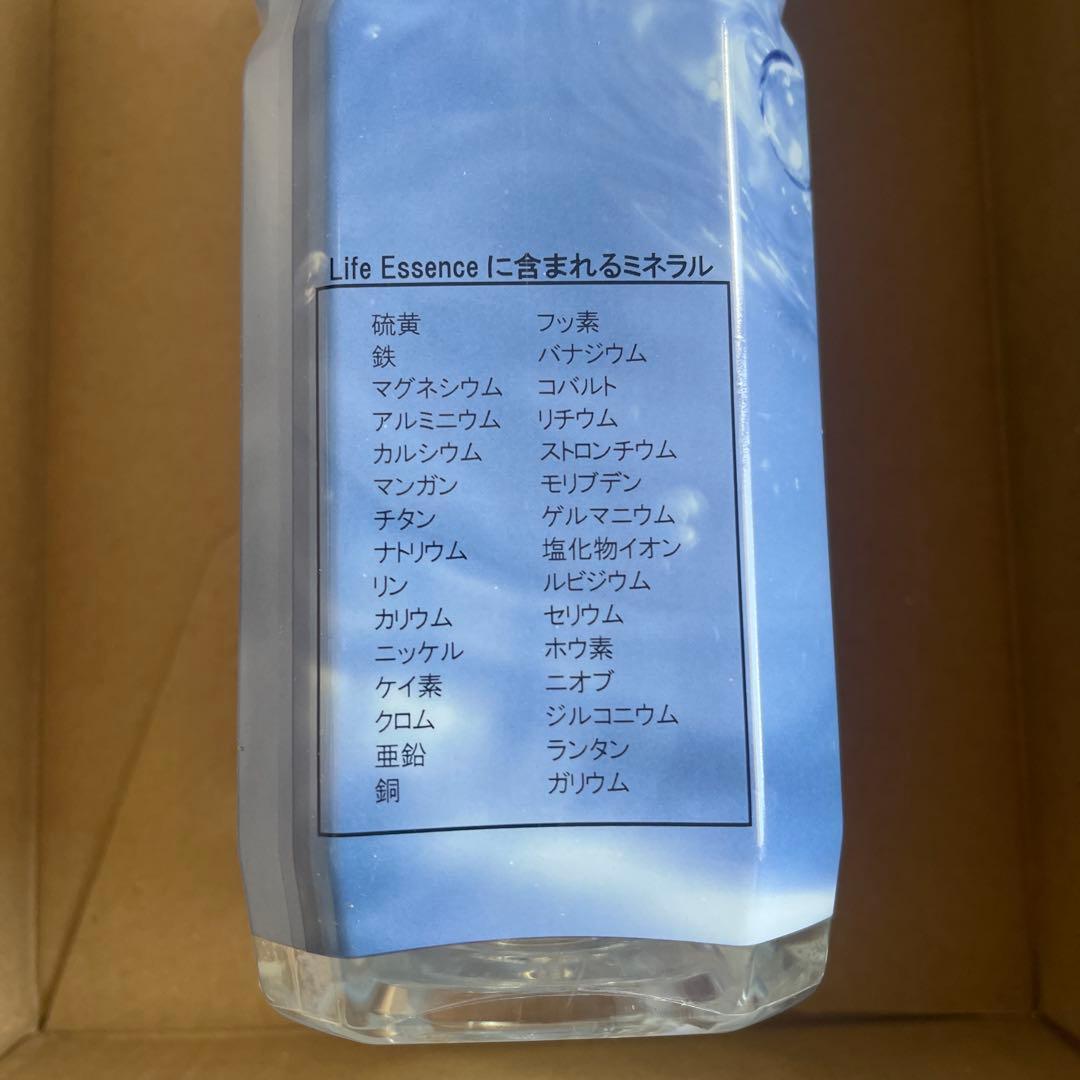 Life Essence に含まれるミネラル
硫黄
鉄
マグネシウム
アルミニウム
カルシウム
マンガン
チタン
ナトリウム
リン
カリウム
ニッケル
ケイ素
クロム
亜鉛
銅
フッ素
バナジウム
コバルト
リチウム
ストロンチウム
モリブデン
ゲルマニウム
塩化物イオン
ルビジウム
セリウム
ホウ素
ニオブ
ジルコニウム
ランタン
ガリウム